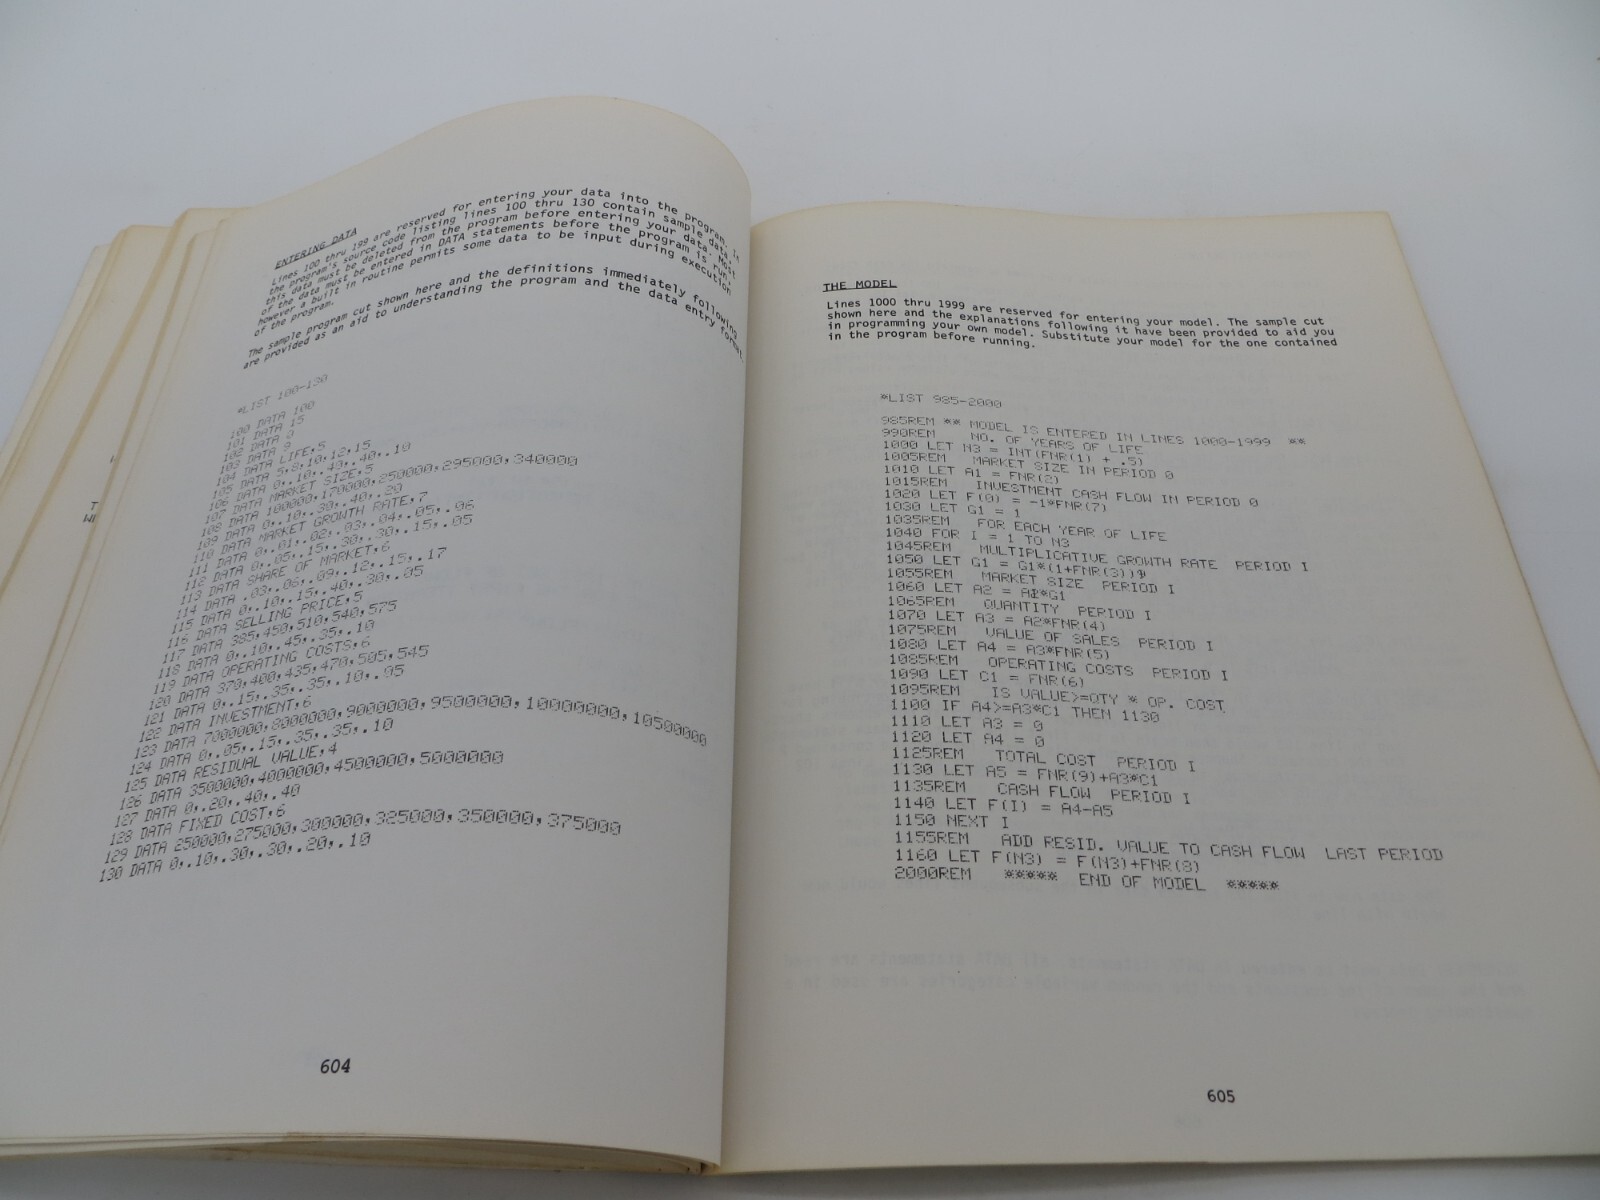 ENTERING DATA
Lines 100 thru 199 are reserved for entering your data into the program. In
the program's source code listing lines 100 thru 130 contain sample data,
this data must be deleted from the program before entering your data. Most
of the data must be entered in DATA statements before the program is run,
however a built in routine permits some data to be input during execution
of the program.
The sample program cut shown here and the definitions immediately following
are provided as an aid to understanding the program and the data entry format.
*LIST 100-130
100 DATA 100
101 DATA 15
102 DATA 0
103 DATA 9
104 DATA LIFE,5
105 DATA 5,8,10,12,15
106 DATA 0,.10,.40,.40,.10
107 DATA MARKET SIZE,5
108 DATA 100000,170000,250000,295000,340000
109 DATA 0,.10,.30,.40,.20
110 DATA MARKET GROWTH RATE,7
111 DATA 0,.01,.02,.03,.04,.05,.06
112 DATA 0,.05,.15,.30,.30,.15,.05
113 DATA SHARE OF MARKET,6
114 DATA .03,.06,.09,.12,.15,.17
115 DATA 0,.10,.15,.40,.30,.05
116 DATA SELLING PRICE,5
117 DATA 385,450,510,540,575
118 DATA 0,.10,.45,.35,.10
119 DATA OPERATING COSTS,6
120 DATA 370,400,435,470,505,545
121 DATA 0,.15,.35,.35,.10,.05
122 DATA INVESTMENT,6
123 DATA 7000000,8000000,9000000,9500000,10000000,10500000
124 DATA 0,.05,.15,.35,.35,.10
125 DATA RESIDUAL VALUE,4
126 DATA 3500000,4000000,4500000,5000000
127 DATA 0,.20,.40,.40
128 DATA FIXED COST,6
129 DATA 250000,275000,300000,325000,350000,375000
130 DATA 0,.10,.30,.30,.20,.10
604
THE MODEL
Lines 1000 thru 1999 are reserved for entering your model. The sample cut
shown here and the explanations following it have been provided to aid you
in programming your own model. Substitute your model for the one contained
in the program before running.
*LIST 985-2000
985REM ** MODEL IS ENTERED IN LINES 1000-1999 **
990REM NO. OF YEARS OF LIFE
1000 LET N3 = INT(FNR(1) + .5)
1005REM MARKET SIZE IN PERIOD 0
1010 LET A1 = FNR(2)
1015REM INVESTMENT CASH FLOW IN PERIOD 0
1020 LET F(0) = -1*FNR(7)
1030 LET G1 = 1
1035REM FOR EACH YEAR OF LIFE
1040 FOR I = 1 TO N3
1045REM MULTIPLICATIVE GROWTH RATE PERIOD I
1050 LET G1 = G1*(1+FNR(3))
1055REM MARKET SIZE PERIOD I
1060 LET A2 = A1*G1
1065REM QUANTITY PERIOD I
1070 LET A3 = A2*FNR(4)
1075REM VALUE OF SALES PERIOD I
1080 LET A4 = A3*FNR(5)
1085REM OPERATING COSTS PERIOD I
1090 LET C1 = FNR(6)
1095REM IS VALUE>=QTY * OP. COST
1100 IF A4>=A3*C1 THEN 1130
1110 LET A3 = 0
1120 LET A4 = 0
1125REM TOTAL COST PERIOD I
1130 LET A5 = FNR(9)+A3*C1
1135REM CASH FLOW PERIOD I
1140 LET F(I) = A4-A5
1150 NEXT I
1155REM ADD RESID. VALUE TO CASH FLOW LAST PERIOD
1160 LET F(N3) = F(N3)+FNR(8)
2000REM ***** END OF MODEL *****
605